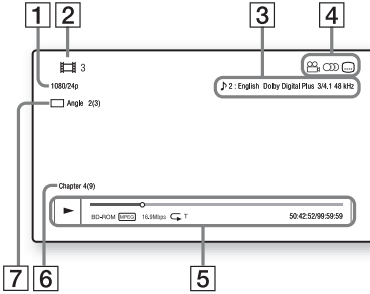 1 2 3 4
3
1080/24p
2 : English Dolby Digital Plus 3/4.1 48 kHz
Angle 2(3)
Chapter 4(9)
BD-ROM MPEG 16.9Mbps T 50:42:52/99:59:59
7 6 5